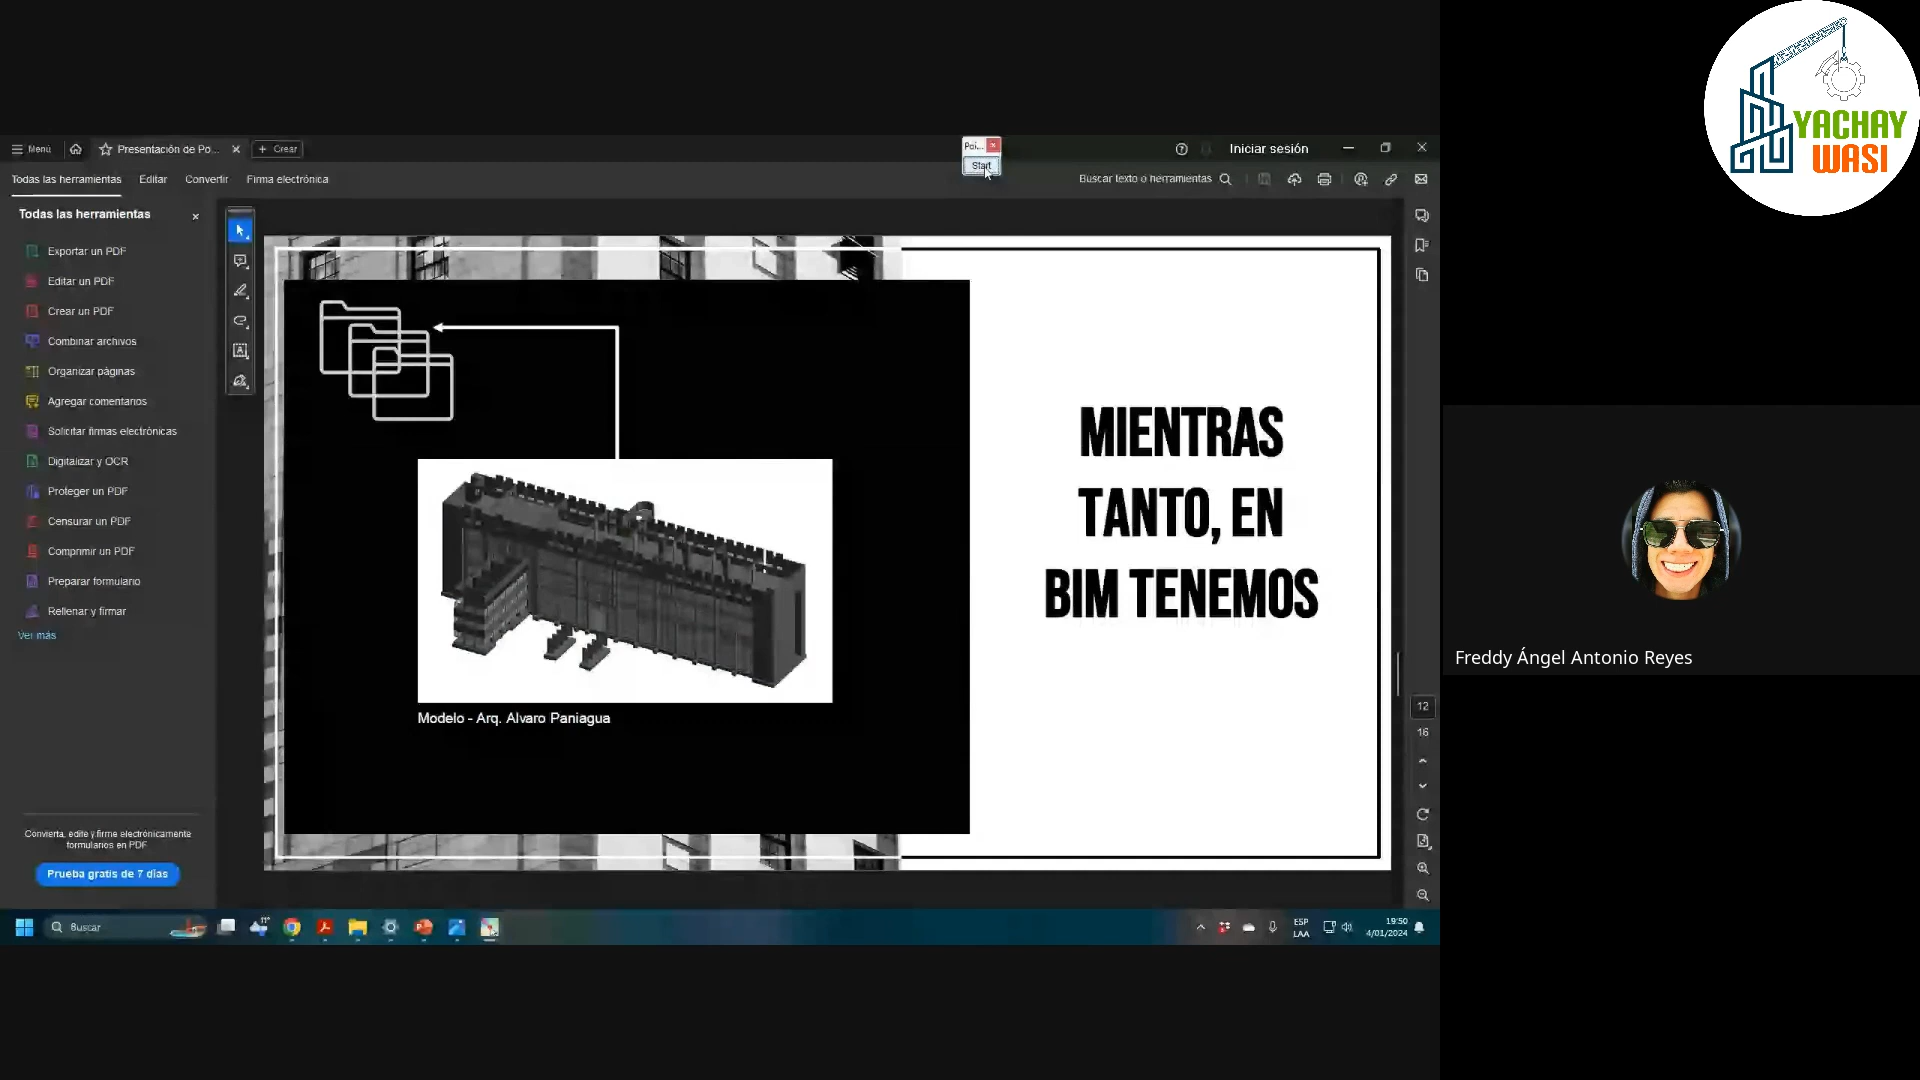 Menú
Presentación de Po...
Crear
Poi...
Start
Iniciar sesión
Todas las herramientas
Editar
Convertir
Firma electrónica
Buscar texto o herramientas
Todas las herramientas
Exportar un PDF
Editar un PDF
Crear un PDF
Combinar archivos
Organizar páginas
Agregar comentarios
Solicitar firmas electrónicas
Digitalizar y OCR
Proteger un PDF
Censurar un PDF
Comprimir un PDF
Preparar formulario
Rellenar y firmar
Ver más
Convierta, edite y firme electrónicamente
formularios en PDF
Prueba gratis de 7 días
Modelo - Arq. Alvaro Paniagua
MIENTRAS
TANTO, EN
BIM TENEMOS
12
16
Buscar
11°
ESP
LAA
19:50
4/01/2024
YACHAY
WASI
Freddy Ángel Antonio Reyes